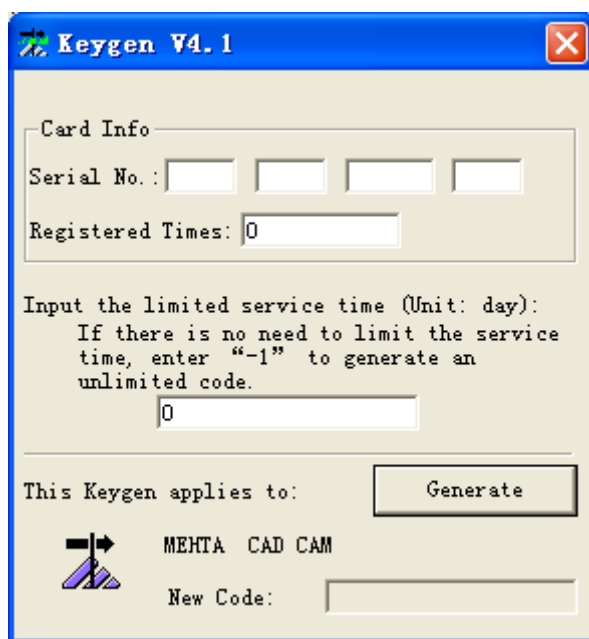 Keygen V4.1
Card Info
Serial No.:
Registered Times: 0
Input the limited service time (Unit: day):
If there is no need to limit the service
time, enter “-1” to generate an
unlimited code.
0
This Keygen applies to: Generate
MEHTA CAD CAM
New Code: